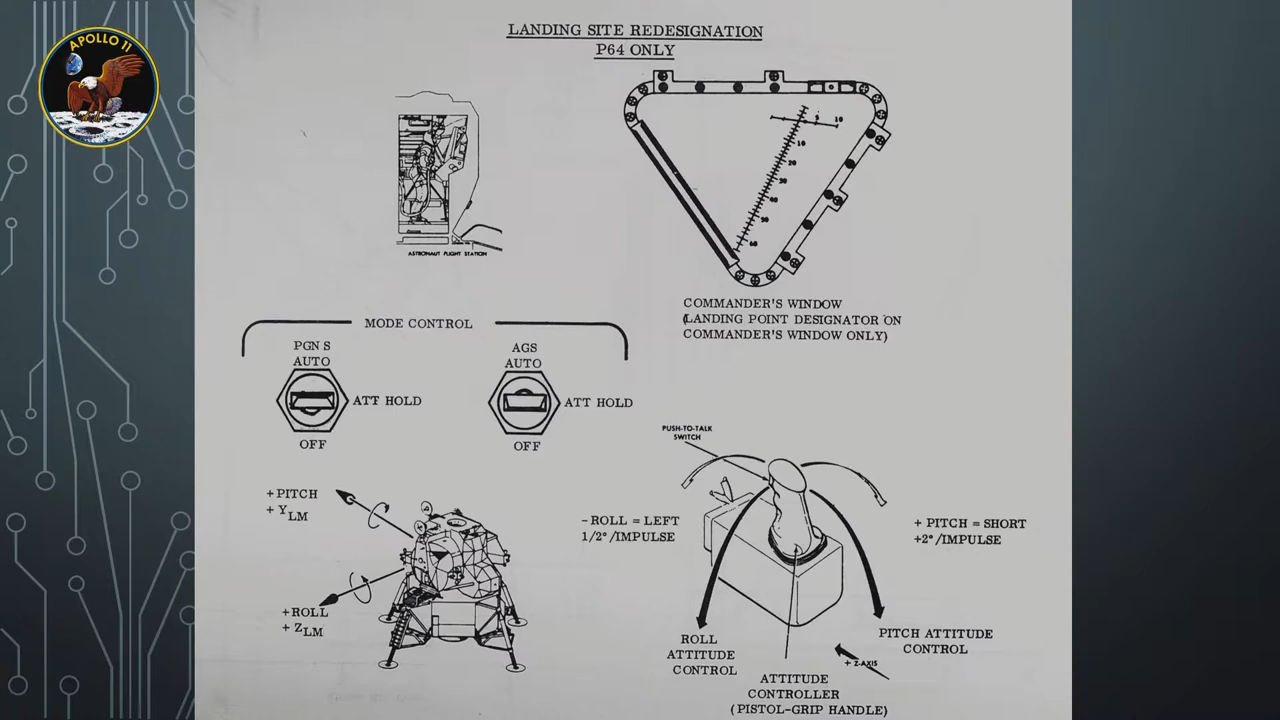 APOLLO 11
LANDING SITE REDESIGNATION
P64 ONLY
5 10
10
20
30
40
50
60
ASTRONAUT FLIGHT STATION
COMMANDER'S WINDOW
(LANDING POINT DESIGNATOR ON
COMMANDER'S WINDOW ONLY)
MODE CONTROL
PGNS
AUTO
ATT HOLD
OFF
AGS
AUTO
ATT HOLD
OFF
PUSH-TO-TALK
SWITCH
+ PITCH
+ YLM
+ROLL
+ ZLM
- ROLL = LEFT
1/2°/IMPULSE
+ PITCH = SHORT
+2°/IMPULSE
ROLL
ATTITUDE
CONTROL
PITCH ATTITUDE
CONTROL
+ Z-AXIS
ATTITUDE
CONTROLLER
(PISTOL-GRIP HANDLE)